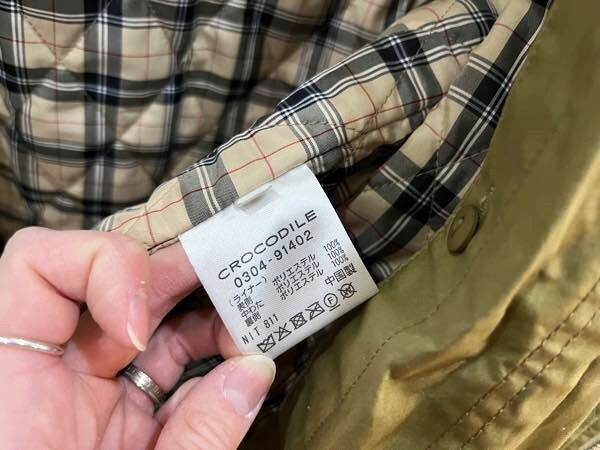 CROCODILE
0304-91402
(ライナー)
表側 ポリエステル 100%
中わた ポリエステル 100%
裏側 ポリエステル 100%
中国製
NIT 811